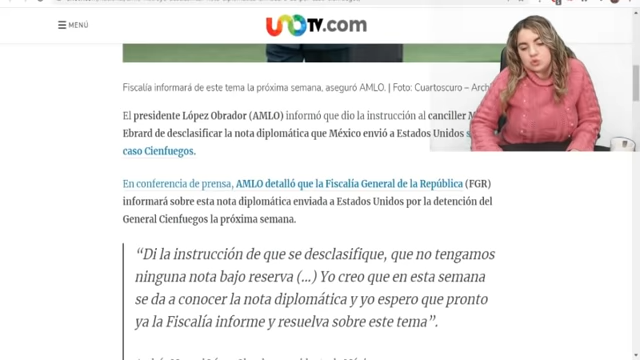 MENÚ
UNOTV.com
Fiscalía informará de este tema la próxima semana, aseguró AMLO. | Foto: Cuartoscuro – Arch
El presidente López Obrador (AMLO) informó que dio la instrucción al canciller M
Ebrard de desclasificar la nota diplomática que México envió a Estados Unidos s
caso Cienfuegos.
En conferencia de prensa, AMLO detalló que la Fiscalía General de la República (FGR)
informará sobre esta nota diplomática enviada a Estados Unidos por la detención del
General Cienfuegos la próxima semana.
“Di la instrucción de que se desclasifique, que no tengamos
ninguna nota bajo reserva (...) Yo creo que en esta semana
se da a conocer la nota diplomática y yo espero que pronto
ya la Fiscalía informe y resuelva sobre este tema”.